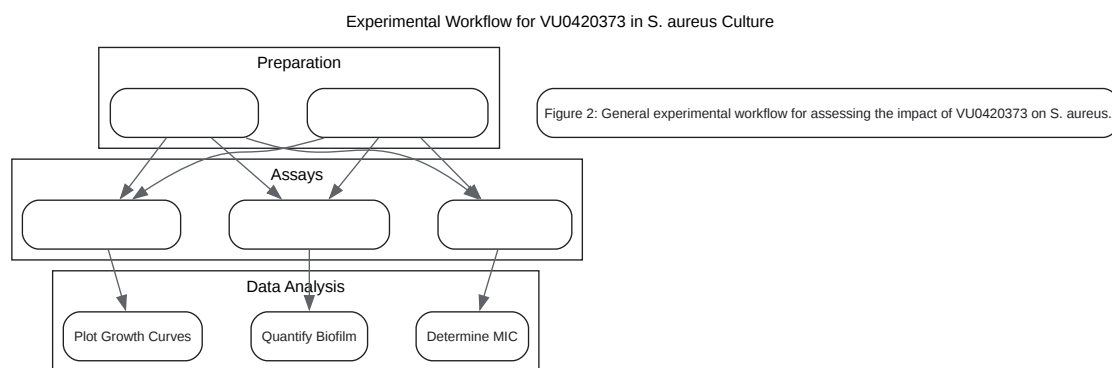 Experimental Workflow for VU0420373 in S. aureus Culture
Preparation
Figure 2: General experimental workflow for assessing the impact of VU0420373 on S. aureus.
Assays
Data Analysis
Plot Growth Curves
Quantify Biofilm
Determine MIC